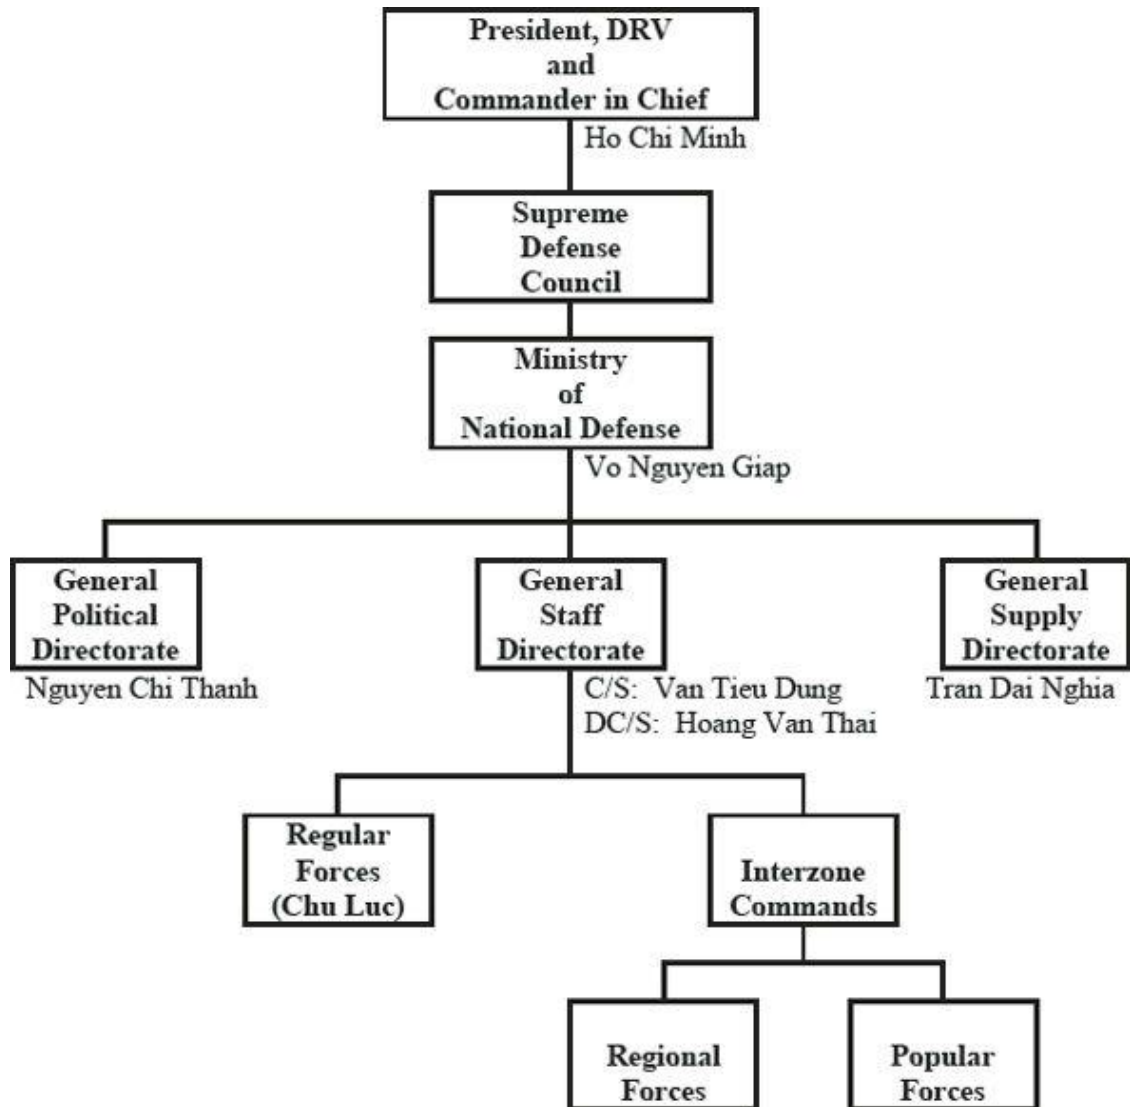 President, DRV
and
Commander in Chief
Ho Chi Minh
Supreme
Defense
Council
Ministry
of
National Defense
Vo Nguyen Giap
General
Political
Directorate
Nguyen Chi Thanh
General
Staff
Directorate
C/S: Van Tieu Dung
DC/S: Hoang Van Thai
General
Supply
Directorate
Tran Dai Nghia
Regular
Forces
(Chu Luc)
Interzone
Commands
Regional
Forces
Popular
Forces